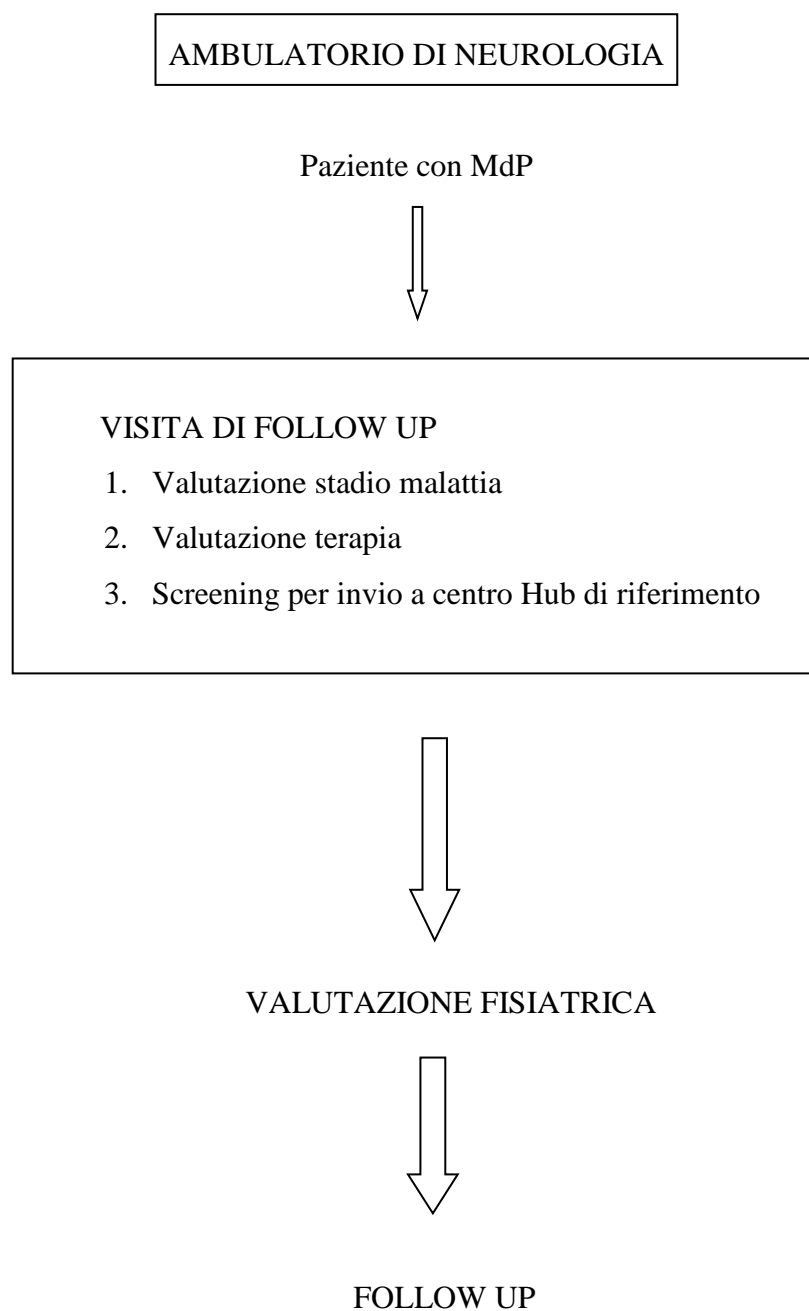 AMBULATORIO DI NEUROLOGIA
Paziente con MdP
VISITA DI FOLLOW UP
1. Valutazione stadio malattia
2. Valutazione terapia
3. Screening per invio a centro Hub di riferimento
VALUTAZIONE FISIATRICA
FOLLOW UP